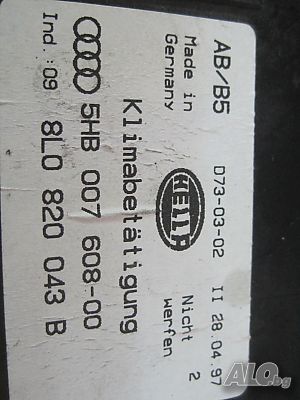 AB/B5 D73-03-02 II 28.04.97
Made in Germany
HELLA
Nicht werfen 2
Klimabetätigung
5HB 007 608-00
Ind.:09 8L0 820 043 B
ALO.bg